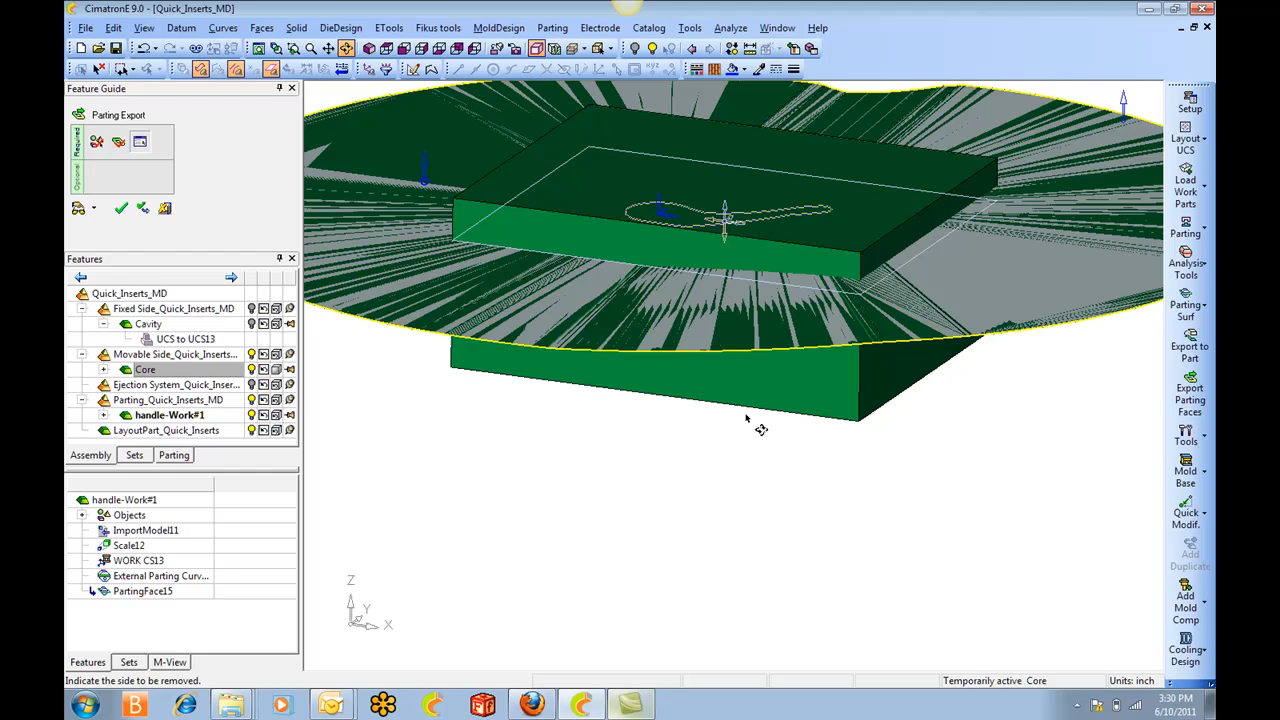 CimatronE 9.0 - [Quick_Inserts_MD]
File Edit View Datum Curves Faces Solid DieDesign ETools Fikus tools MoldDesign Parting Electrode Catalog Tools Analyze Window Help
Feature Guide
Parting Export
Required
Optional
Features
Quick_Inserts_MD
Fixed Side_Quick_Inserts_MD
Cavity
UCS to UCS13
Movable Side_Quick_Inserts...
Core
Ejection System_Quick_Inser...
Parting_Quick_Inserts_MD
handle-Work#1
LayoutPart_Quick_Inserts
Assembly Sets Parting
handle-Work#1
Objects
ImportModel11
Scale12
WORK CS13
External Parting Curv...
PartingFace15
Features Sets M-View
Z
Y
X
Setup
Layout
UCS
Load
Work
Parts
Parting
Analysis
Tools
Parting
Surf
Export to
Part
Export
Parting
Faces
Tools
Mold
Base
Quick
Modif.
Add
Duplicate
Add
Mold
Comp
Cooling
Design
Indicate the side to be removed.
Temporarily active Core
Units: inch
3:30 PM
6/10/2011